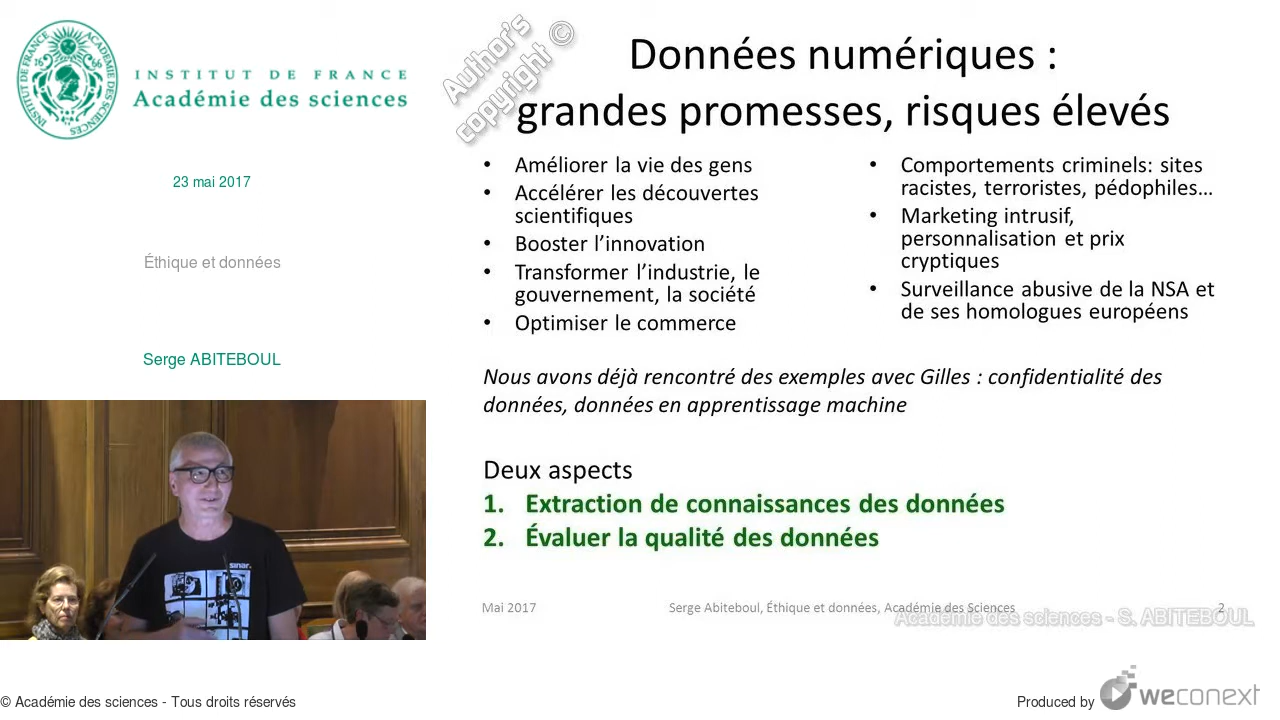 INSTITUT DE FRANCE
Académie des sciences
23 mai 2017
Éthique et données
Serge ABITEBOUL
Author's
copyright ©
Données numériques :
grandes promesses, risques élevés
• Améliorer la vie des gens
• Accélérer les découvertes
scientifiques
• Booster l’innovation
• Transformer l’industrie, le
gouvernement, la société
• Optimiser le commerce
• Comportements criminels: sites
racistes, terroristes, pédophiles…
• Marketing intrusif,
personnalisation et prix
cryptiques
• Surveillance abusive de la NSA et
de ses homologues européens
Nous avons déjà rencontré des exemples avec Gilles : confidentialité des
données, données en apprentissage machine
Deux aspects
1. Extraction de connaissances des données
2. Évaluer la qualité des données
Mai 2017
Serge Abiteboul, Éthique et données, Académie des Sciences
2
Académie des sciences - S. ABITEBOUL
© Académie des sciences - Tous droits réservés
Produced by
weconext